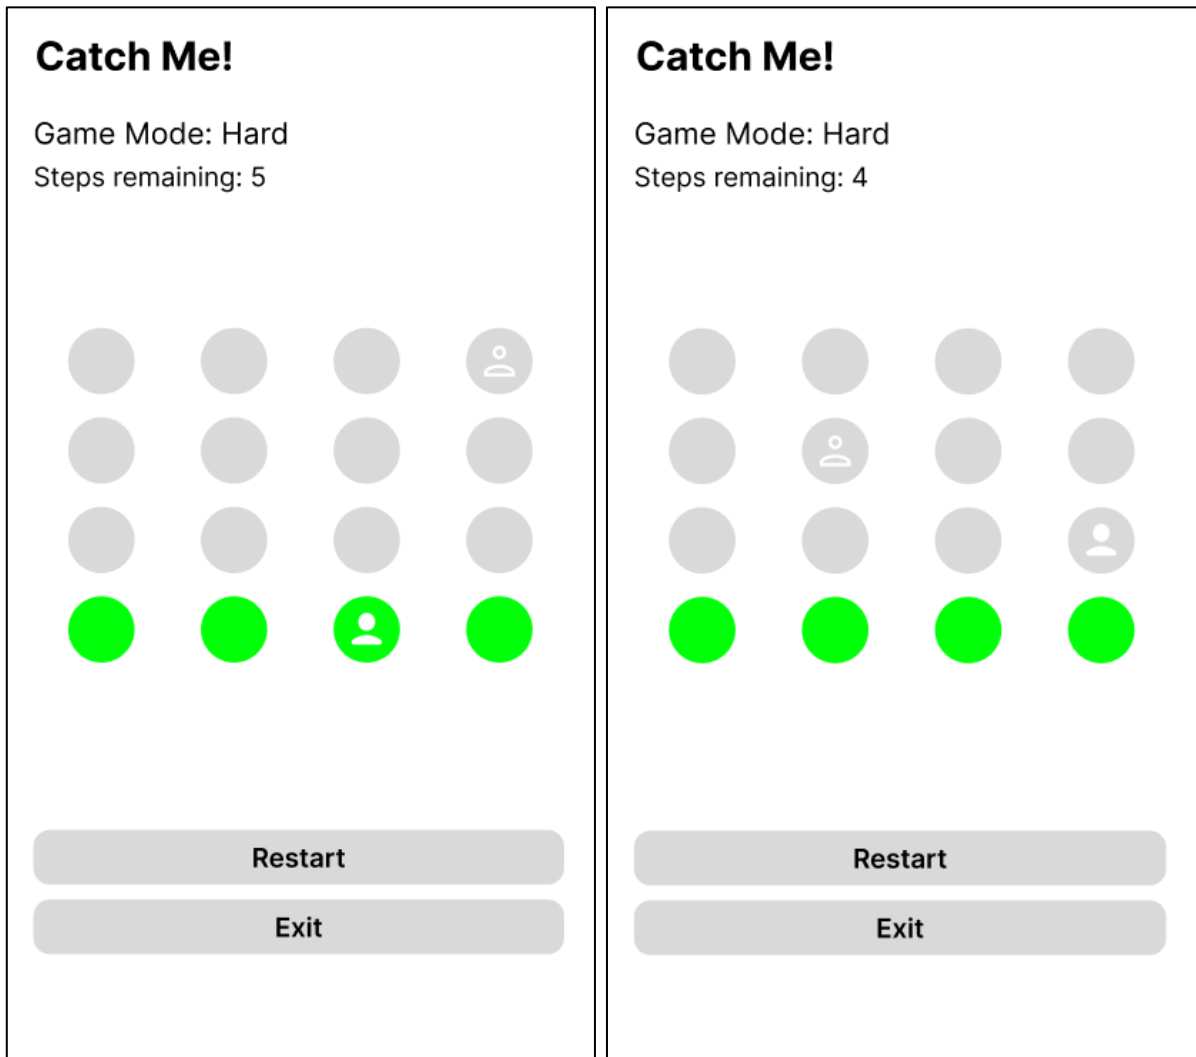 Catch Me!
Game Mode: Hard
Steps remaining: 5
Restart
Exit
Catch Me!
Game Mode: Hard
Steps remaining: 4
Restart
Exit